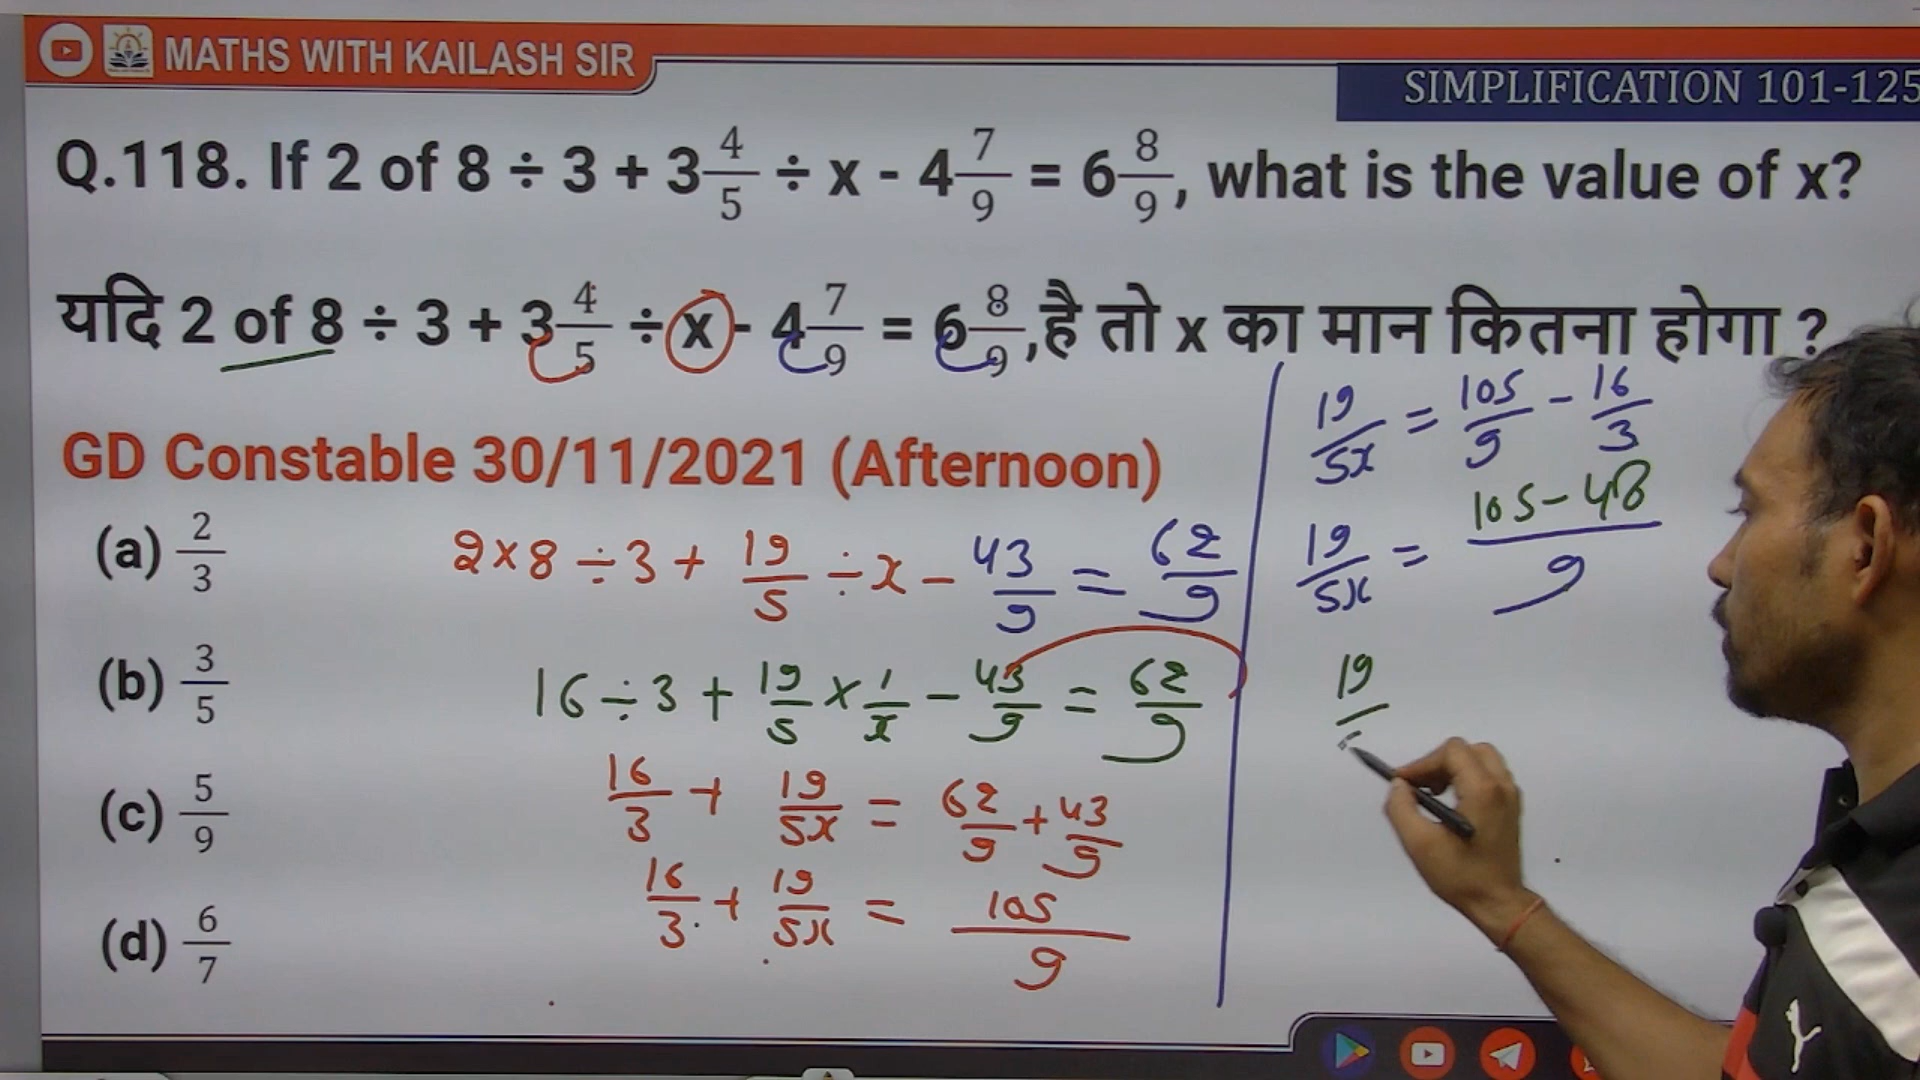 MATHS WITH KAILASH SIR
SIMPLIFICATION 101-125
Q.118. If 2 of 8 ÷ 3 + 3 4/5 ÷ x - 4 7/9 = 6 8/9, what is the value of x?
यदि 2 of 8 ÷ 3 + 3 4/5 ÷ x - 4 7/9 = 6 8/9, है तो x का मान कितना होगा ?
GD Constable 30/11/2021 (Afternoon)
(a) 2/3
(b) 3/5
(c) 5/9
(d) 6/7
2 × 8 ÷ 3 + 19/5 ÷ x - 43/9 = 62/9
16 ÷ 3 + 19/5 × 1/x - 43/9 = 62/9
16/3 + 19/5x = 62/9 + 43/9
16/3 + 19/5x = 105/9
19/5x = 105/9 - 16/3
19/5x = 105 - 48/9
19/